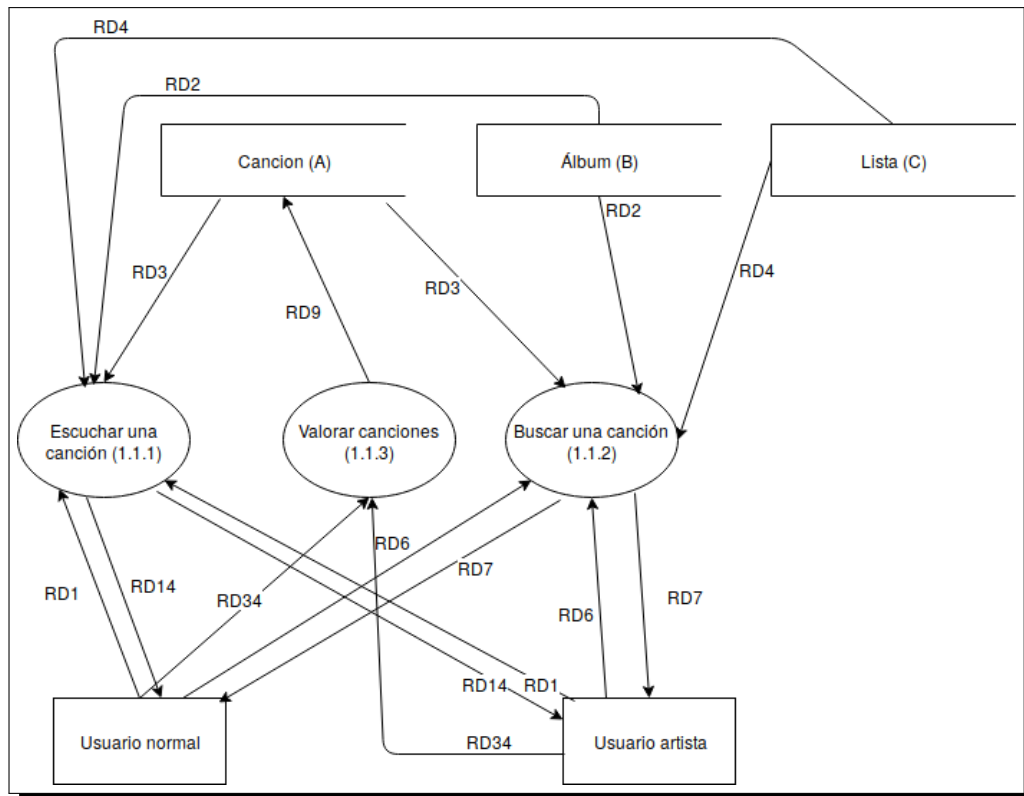 RD4
RD2
Cancion (A)
Álbum (B)
Lista (C)
RD2
RD3
RD4
RD3
RD9
Escuchar una
canción (1.1.1)
Valorar canciones
(1.1.3)
Buscar una canción
(1.1.2)
RD6
RD7
RD14
RD1
RD34
RD7
RD6
RD14
RD1
RD34
Usuario normal
Usuario artista